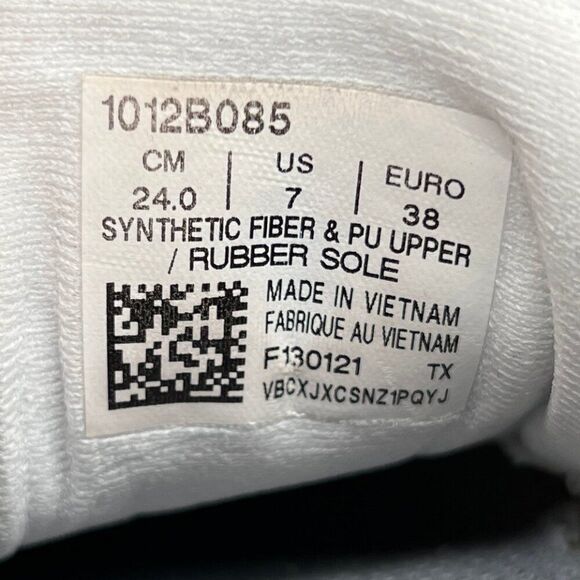 1012B085
CM | US | EURO
24.0 | 7 | 38
SYNTHETIC FIBER & PU UPPER
/ RUBBER SOLE
MADE IN VIETNAM
FABRIQUE AU VIETNAM
F130121 TX
VBCXJXCSNZ1PQYJ